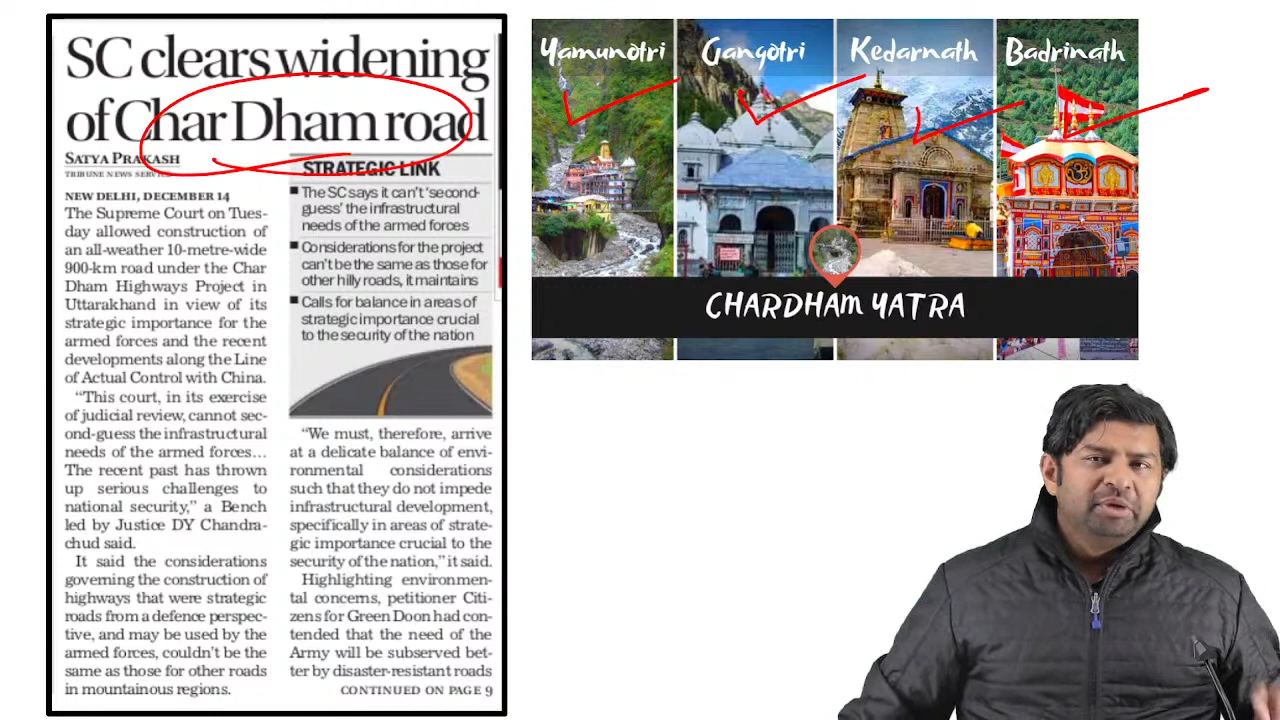 SC clears widening
of Char Dham road
SATYA PRAKASH
TRIBUNE NEWS SERVICE
NEW DELHI, DECEMBER 14
The Supreme Court on Tues-
day allowed construction of
an all-weather 10-metre-wide
900-km road under the Char
Dham Highways Project in
Uttarakhand in view of its
strategic importance for the
armed forces and the recent
developments along the Line
of Actual Control with China.
"This court, in its exercise
of judicial review, cannot sec-
ond-guess the infrastructural
needs of the armed forces...
The recent past has thrown
up serious challenges to
national security," a Bench
led by Justice DY Chandra-
chud said.
It said the considerations
governing the construction of
highways that were strategic
roads from a defence perspec-
tive, and may be used by the
armed forces, couldn't be the
same as those for other roads
in mountainous regions.
STRATEGIC LINK
The SC says it can't 'second-
guess' the infrastructural
needs of the armed forces
Considerations for the project
can't be the same as those for
other hilly roads, it maintains
Calls for balance in areas of
strategic importance crucial
to the security of the nation
"We must, therefore, arrive
at a delicate balance of envi-
ronmental considerations
such that they do not impede
infrastructural development,
specifically in areas of strate-
gic importance crucial to the
security of the nation," it said.
Highlighting environmen-
tal concerns, petitioner Citi-
zens for Green Doon had con-
tended that the need of the
Army will be subserved bet-
ter by disaster-resistant roads
CONTINUED ON PAGE 9
Yamunotri
Gangotri
Kedarnath
Badrinath
CHARDHAM YATRA